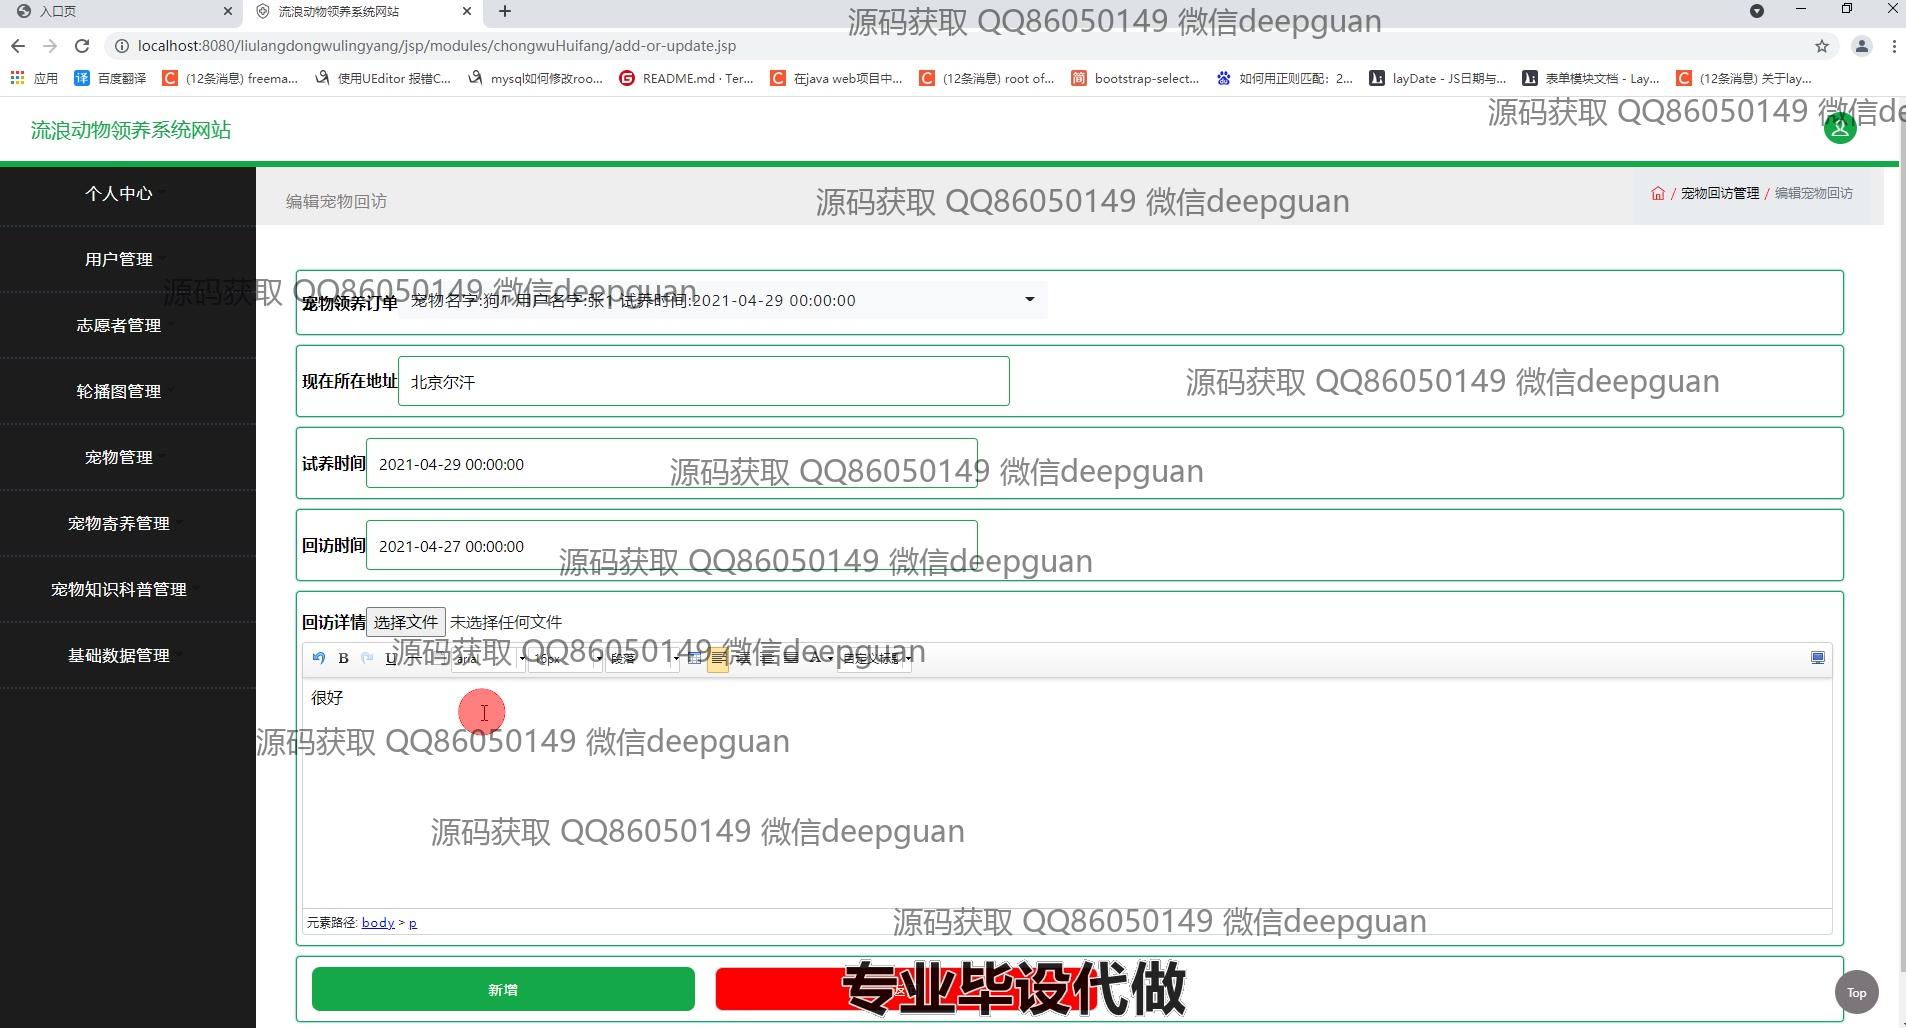 入口页
流浪动物领养系统网站
源码获取 QQ86050149 微信deepguan
localhost:8080/liulangdongwulingyang/jsp/modules/chongwuHuifang/add-or-update.jsp
应用 百度翻译 (12条消息) freema... 使用UEditor 报错C... mysql如何修改roo... README.md · Ter... 在java web项目中... (12条消息) root of... bootstrap-select... 如何用正则匹配：2... layDate - JS日期与... 表单模块文档 - Lay... (12条消息) 关于lay...
源码获取 QQ86050149 微信de
流浪动物领养系统网站
个人中心
编辑宠物回访
源码获取 QQ86050149 微信deepguan
/ 宠物回访管理 / 编辑宠物回访
用户管理
源码获取 QQ86050149 微信deepguan
宠物领养订单 宠物名字:狗1 用户名字:张1 试养时间:2021-04-29 00:00:00
志愿者管理
现在所在地址 北京尔汗
源码获取 QQ86050149 微信deepguan
轮播图管理
宠物管理
试养时间 2021-04-29 00:00:00
源码获取 QQ86050149 微信deepguan
宠物寄养管理
回访时间 2021-04-27 00:00:00
源码获取 QQ86050149 微信deepguan
宠物知识科普管理
回访详情 选择文件 未选择任何文件
源码获取 QQ86050149 微信deepguan
B U arial 16px 段落 A 自定义标题
基础数据管理
很好
源码获取 QQ86050149 微信deepguan
源码获取 QQ86050149 微信deepguan
元素路径: body > p
源码获取 QQ86050149 微信deepguan
新增
专业毕设代做
Top